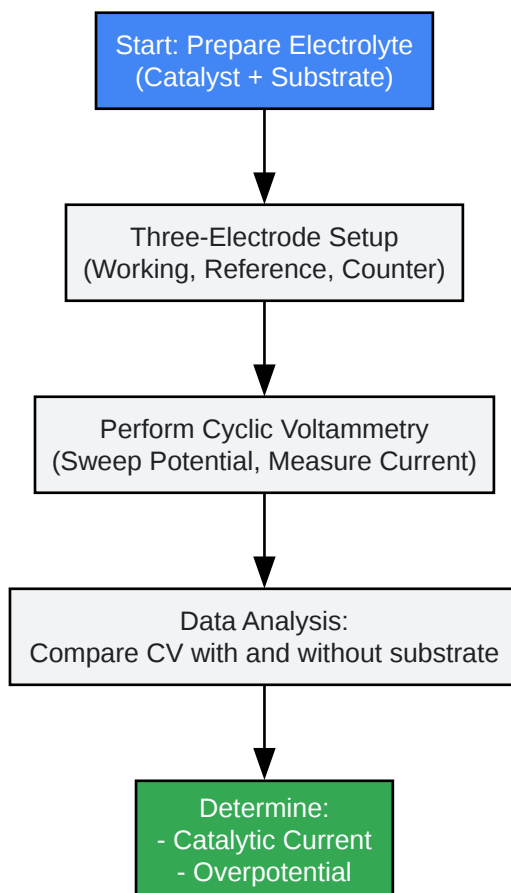 Start: Prepare Electrolyte
(Catalyst + Substrate)
Three-Electrode Setup
(Working, Reference, Counter)
Perform Cyclic Voltammetry
(Sweep Potential, Measure Current)
Data Analysis:
Compare CV with and without substrate
Determine:
- Catalytic Current
- Overpotential